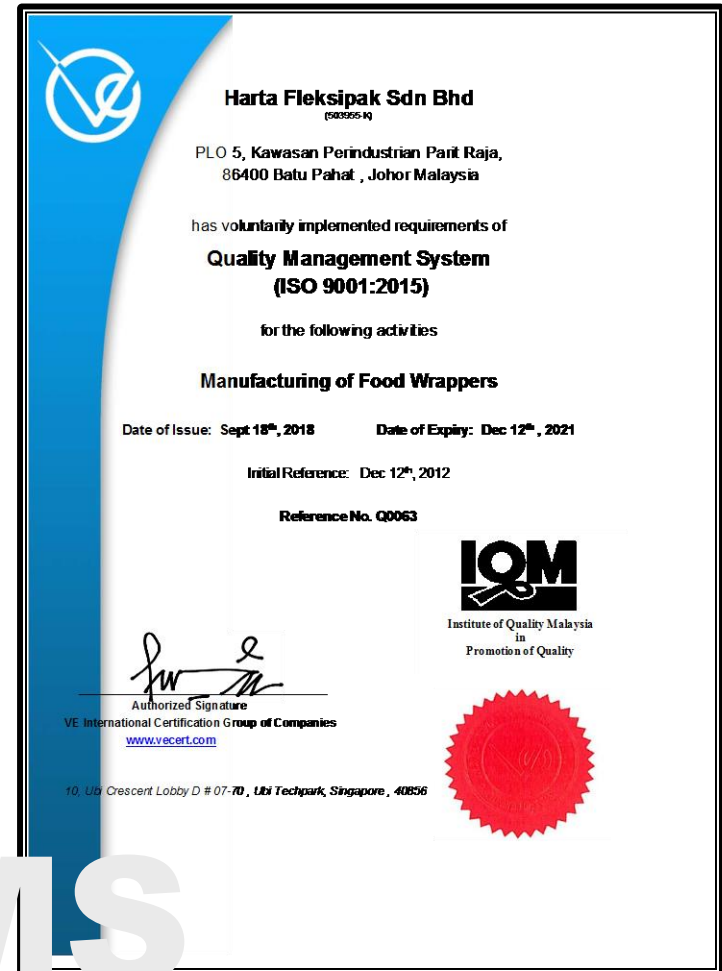 Harta Fleksipak Sdn Bhd
(503955-K)
PLO 5, Kawasan Perindustrian Parit Raja,
86400 Batu Pahat , Johor Malaysia
has voluntarily implemented requirements of
Quality Management System
(ISO 9001:2015)
for the following activities
Manufacturing of Food Wrappers
Date of Issue: Sept 18th, 2018 Date of Expiry: Dec 12th , 2021
Initial Reference: Dec 12th, 2012
Reference No. Q0063
IQM
Institute of Quality Malaysia
in
Promotion of Quality
Authorized Signature
VE International Certification Group of Companies
www.vecert.com
10, Ubi Crescent Lobby D # 07-70 , Ubi Techpark, Singapore , 40856
MS